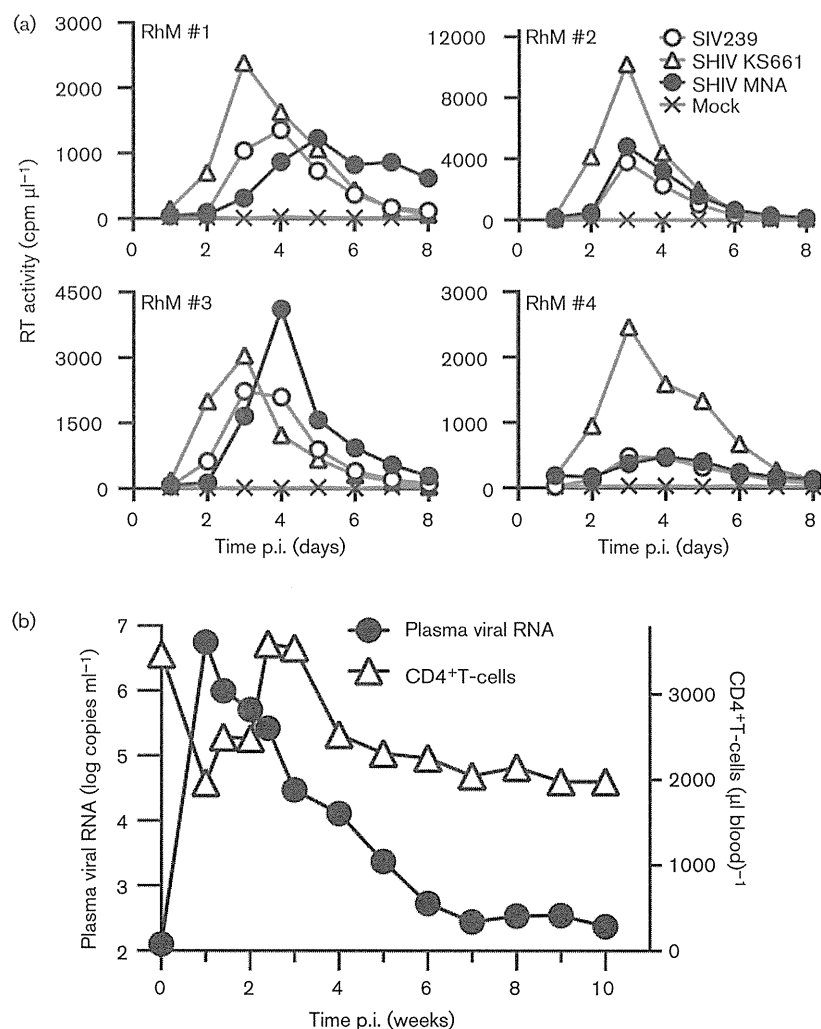 (a)
RhM #1
RhM #2
SIV239
SHIV KS661
SHIV MNA
Mock
3000
2000
1000
0
0 2 4 6 8
12000
10000
4000
2000
0
0 2 4 6 8
RT activity (cpm µl⁻¹)
RhM #3
RhM #4
4500
3000
1500
0
0 2 4 6 8
Time p.i. (days)
3000
2000
1000
0
0 2 4 6 8
Time p.i. (days)
(b)
Plasma viral RNA
CD4⁺T-cells
Plasma viral RNA (log copies ml⁻¹)
7
6
5
4
3
2
CD4⁺T-cells (µl blood)⁻¹
3000
2000
1000
0
0 2 4 6 8 10
Time p.i. (weeks)